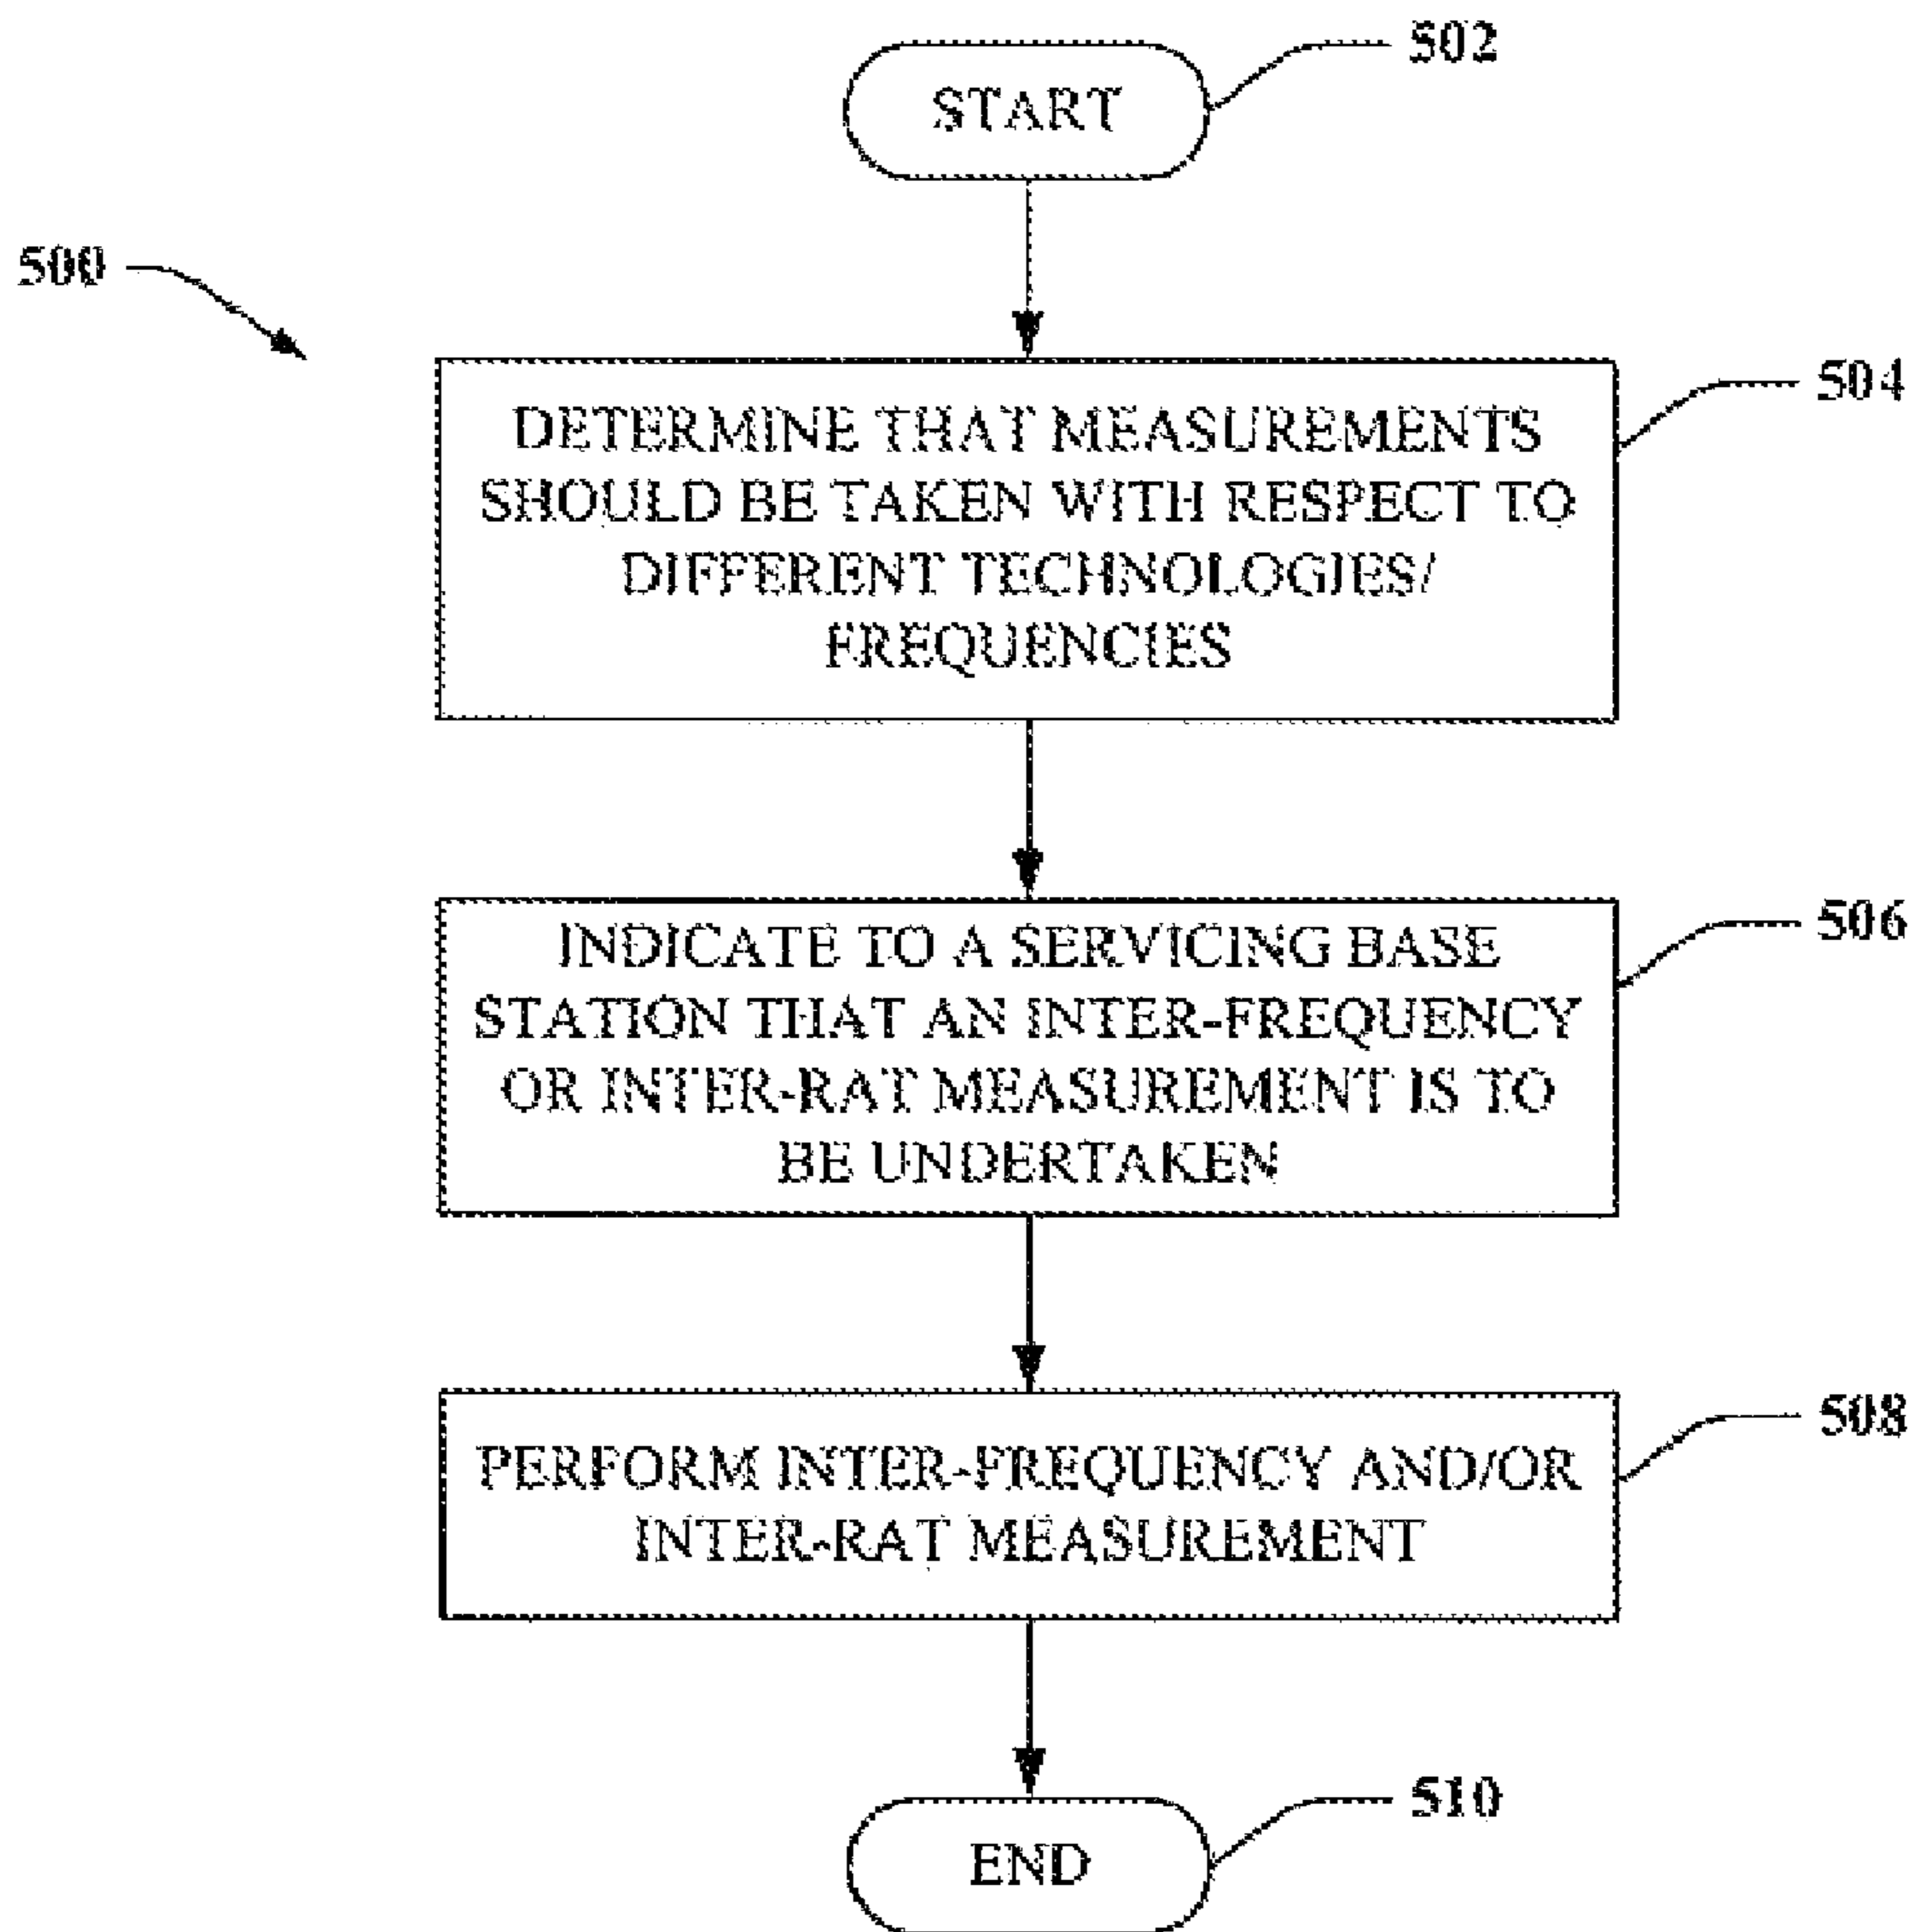 502
START
500
504
DETERMINE THAT MEASUREMENTS
SHOULD BE TAKEN WITH RESPECT TO
DIFFERENT TECHNOLOGIES/
FREQUENCIES
506
INDICATE TO A SERVICING BASE
STATION THAT AN INTER-FREQUENCY
OR INTER-RAT MEASUREMENT IS TO
BE UNDERTAKEN
508
PERFORM INTER-FREQUENCY AND/OR
INTER-RAT MEASUREMENT
510
END